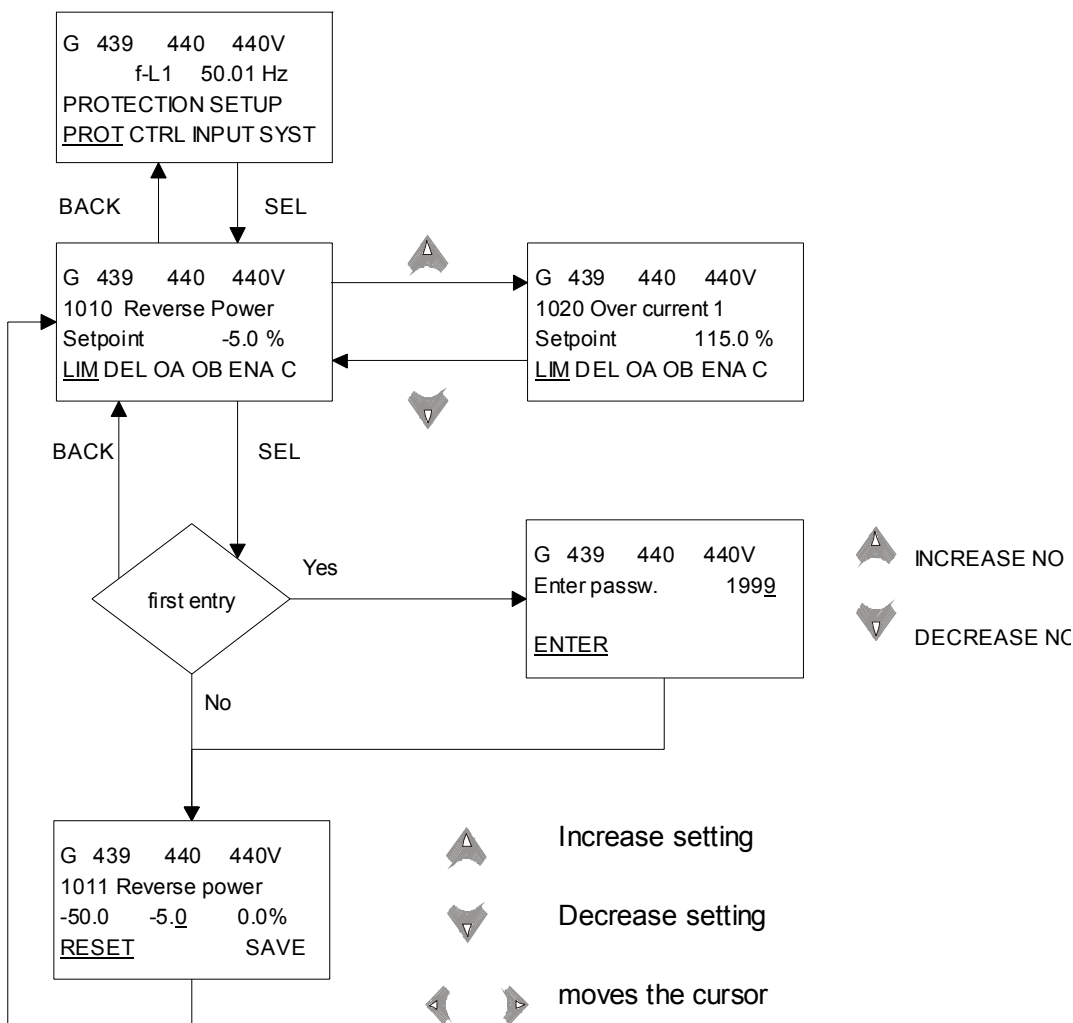 G 439 440 440V
f-L1 50.01 Hz
PROTECTION SETUP
PROT CTRL INPUT SYST
BACK
SEL
G 439 440 440V
1010 Reverse Power
Setpoint -5.0 %
LIM DEL OA OB ENA C
G 439 440 440V
1020 Over current 1
Setpoint 115.0 %
LIM DEL OA OB ENA C
BACK
SEL
first entry
Yes
No
G 439 440 440V
Enter passw. 1999
ENTER
INCREASE NO
DECREASE NO
G 439 440 440V
1011 Reverse power
-50.0 -5.0 0.0%
RESET SAVE
Increase setting
Decrease setting
moves the cursor